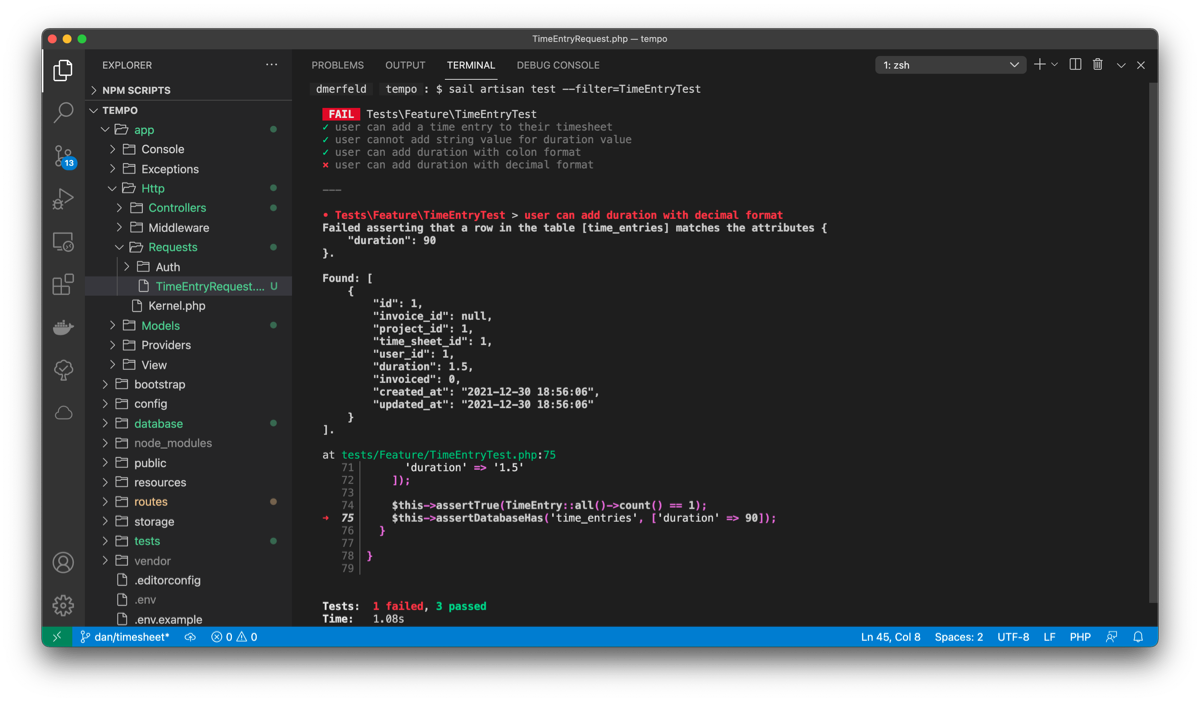 TimeEntryRequest.php — tempo
EXPLORER
NPM SCRIPTS
TEMPO
app
Console
Exceptions
Http
Controllers
Middleware
Requests
Auth
TimeEntryRequest.... U
Kernel.php
Models
Providers
View
bootstrap
config
database
node_modules
public
resources
routes
storage
tests
vendor
.editorconfig
.env
.env.example
13
PROBLEMS OUTPUT TERMINAL DEBUG CONSOLE
1: zsh
dmerfeld tempo : $ sail artisan test --filter=TimeEntryTest
FAIL Tests\Feature\TimeEntryTest
✓ user can add a time entry to their timesheet
✓ user cannot add string value for duration value
✓ user can add duration with colon format
✖ user can add duration with decimal format
———
• Tests\Feature\TimeEntryTest > user can add duration with decimal format
Failed asserting that a row in the table [time_entries] matches the attributes {
"duration": 90
}.
Found: [
{
"id": 1,
"invoice_id": null,
"project_id": 1,
"time_sheet_id": 1,
"user_id": 1,
"duration": 1.5,
"invoiced": 0,
"created_at": "2021-12-30 18:56:06",
"updated_at": "2021-12-30 18:56:06"
}
].
at tests/Feature/TimeEntryTest.php:75
71 'duration' => '1.5'
72 ]);
73
74 $this->assertTrue(TimeEntry::all()->count() == 1);
➜ 75 $this->assertDatabaseHas('time_entries', ['duration' => 90]);
76 }
77
78 }
79
Tests: 1 failed, 3 passed
Time: 1.08s
dan/timesheet* 0 0 Ln 45, Col 8 Spaces: 2 UTF-8 LF PHP